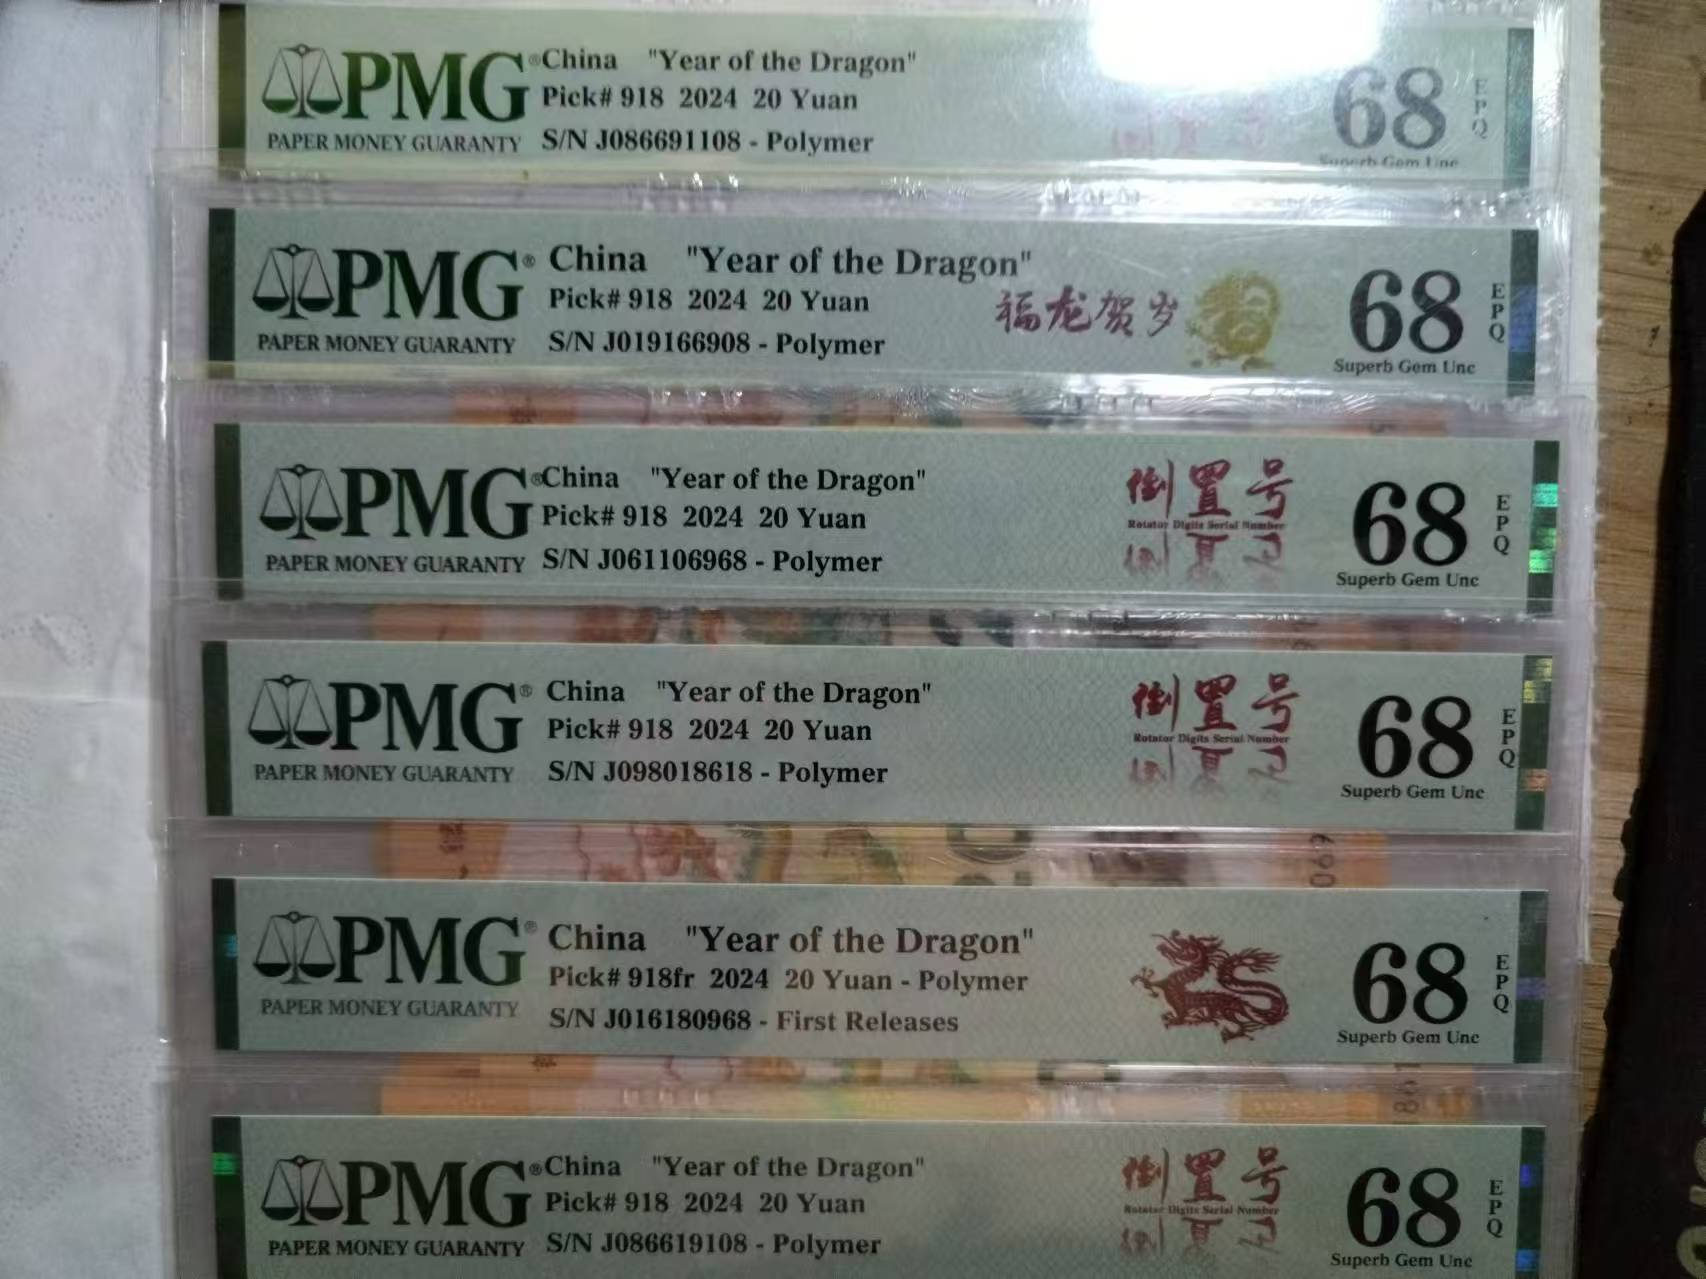 PMG® China "Year of the Dragon"
Pick# 918 2024 20 Yuan
PAPER MONEY GUARANTY S/N J086691108 - Polymer
68 EPQ
Superb Gem Unc
PMG® China "Year of the Dragon"
Pick# 918 2024 20 Yuan
PAPER MONEY GUARANTY S/N J019166908 - Polymer
福龙贺岁
68 EPQ
Superb Gem Unc
PMG® China "Year of the Dragon"
Pick# 918 2024 20 Yuan
PAPER MONEY GUARANTY S/N J061106968 - Polymer
倒置号
Rotator Digits Serial Number
68 EPQ
Superb Gem Unc
PMG® China "Year of the Dragon"
Pick# 918 2024 20 Yuan
PAPER MONEY GUARANTY S/N J098018618 - Polymer
倒置号
Rotator Digits Serial Number
68 EPQ
Superb Gem Unc
PMG® China "Year of the Dragon"
Pick# 918fr 2024 20 Yuan - Polymer
PAPER MONEY GUARANTY S/N J016180968 - First Releases
68 EPQ
Superb Gem Unc
PMG® China "Year of the Dragon"
Pick# 918 2024 20 Yuan
PAPER MONEY GUARANTY S/N J086619108 - Polymer
倒置号
Rotator Digits Serial Number
68 EPQ
Superb Gem Unc